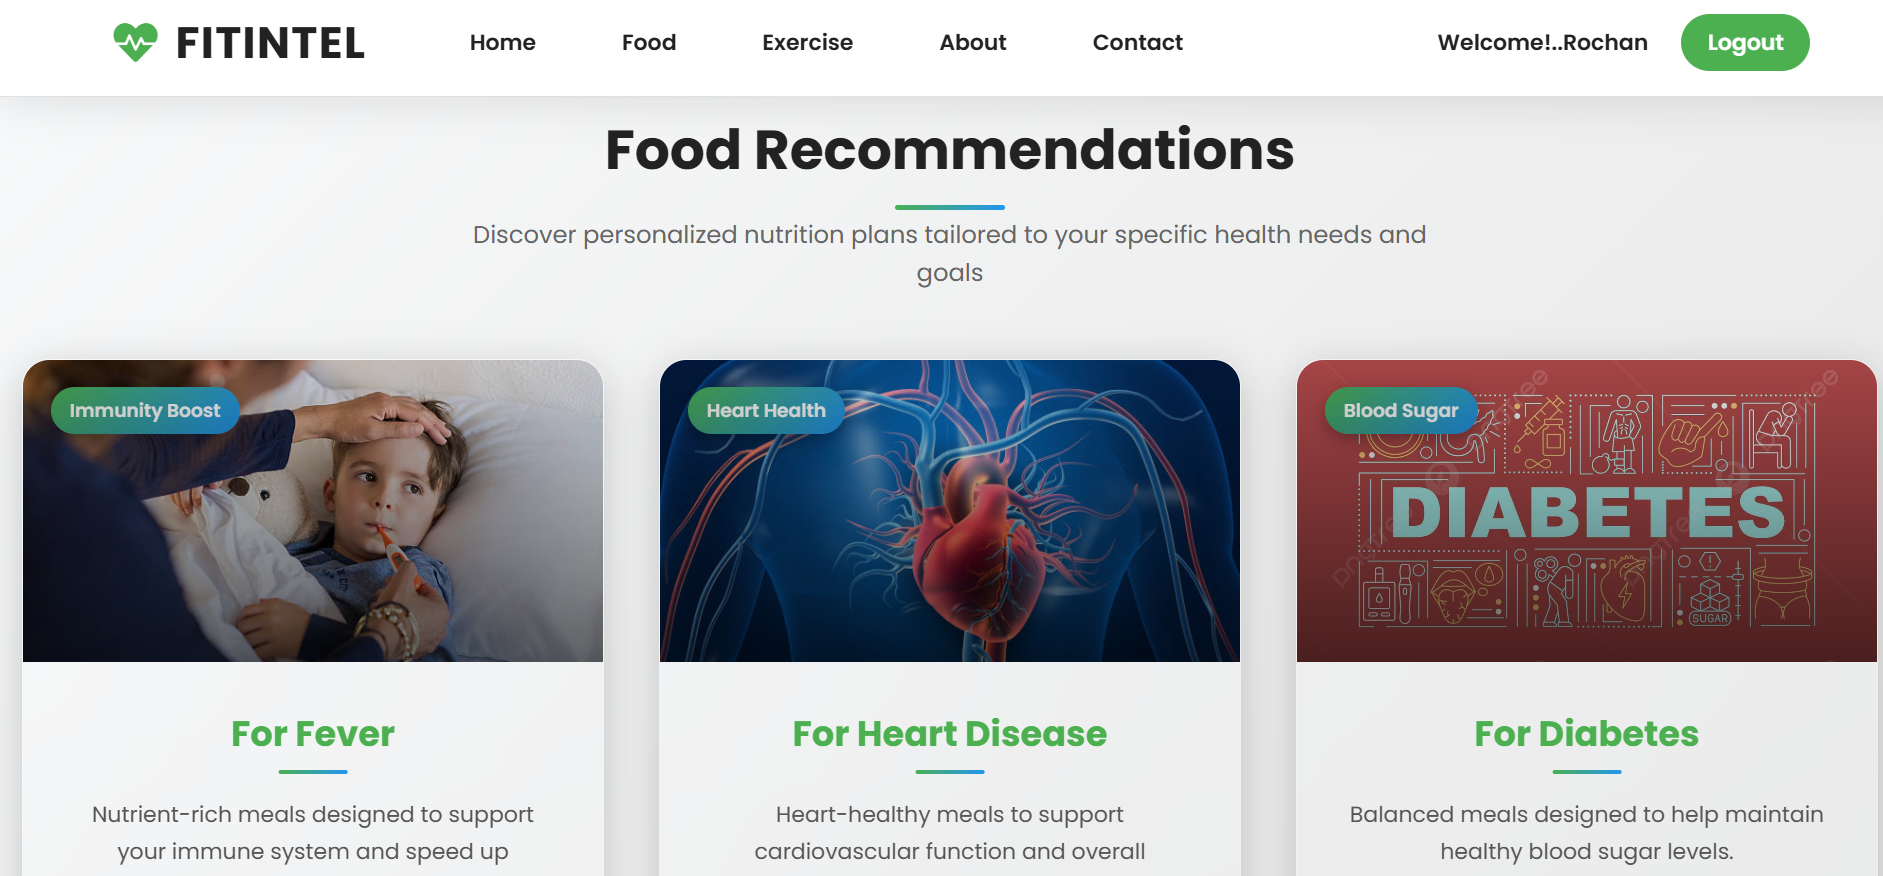 FITINTEL
Home
Food
Exercise
About
Contact
Welcome!..Rochan
Logout
Food Recommendations
Discover personalized nutrition plans tailored to your specific health needs and
goals
Immunity Boost
For Fever
Nutrient-rich meals designed to support
your immune system and speed up
Heart Health
For Heart Disease
Heart-healthy meals to support
cardiovascular function and overall
Blood Sugar
DIABETES
SUGAR
For Diabetes
Balanced meals designed to help maintain
healthy blood sugar levels.